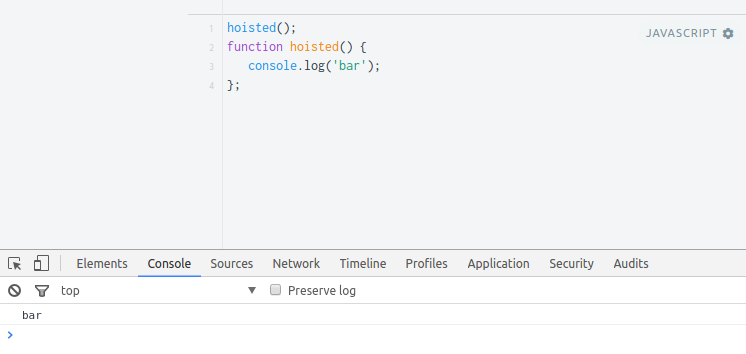 1 hoisted();
JAVASCRIPT
2 function hoisted() {
3 console.log('bar');
4 };
Elements Console Sources Network Timeline Profiles Application Security Audits
top Preserve log
bar